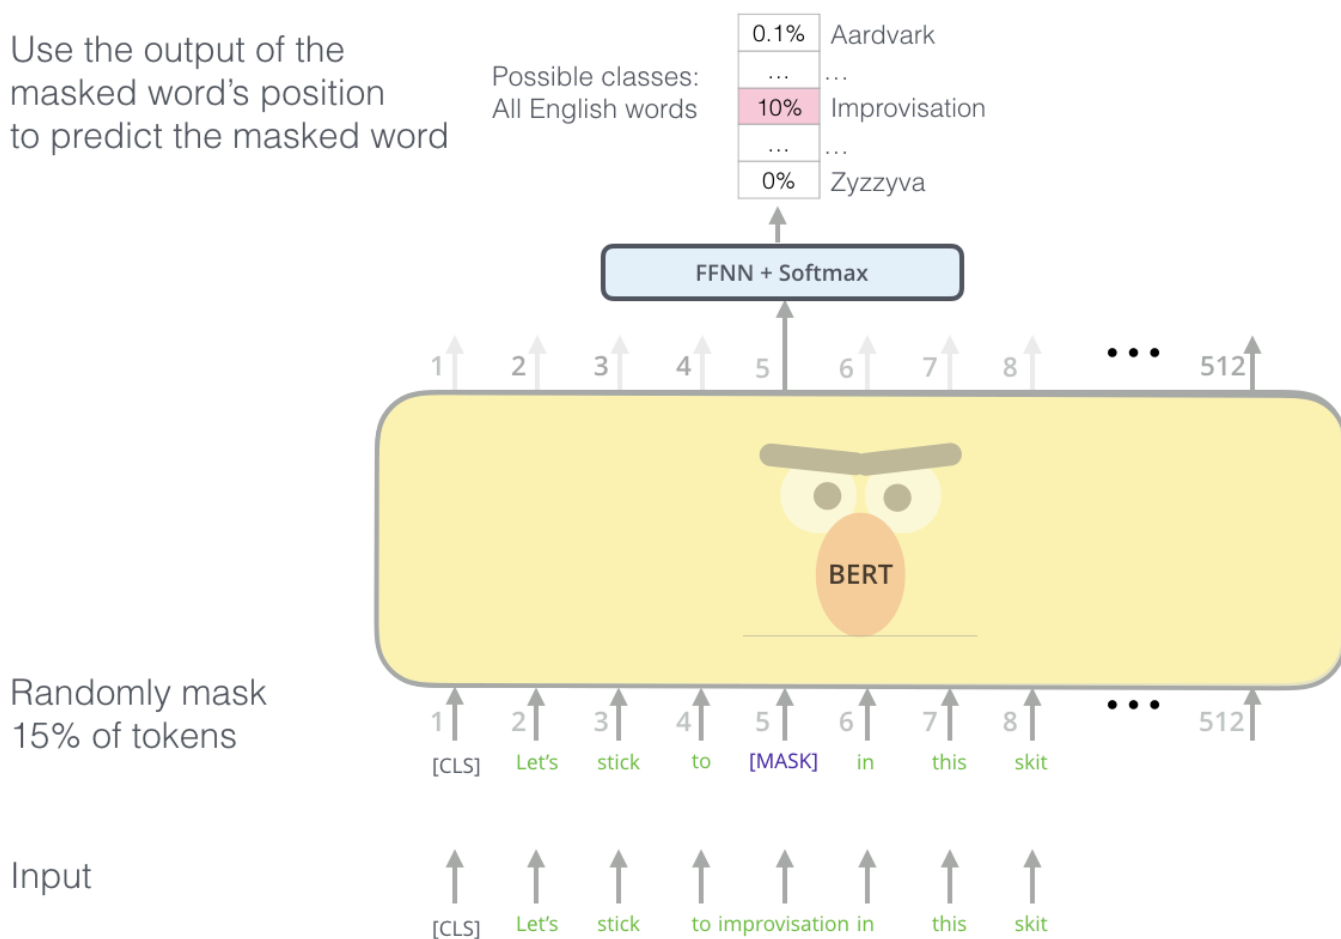 Use the output of the
masked word's position
to predict the masked word
Possible classes:
All English words
0.1% Aardvark
... ...
10% Improvisation
... ...
0% Zyzzyva
FFNN + Softmax
1 2 3 4 5 6 7 8 ••• 512
BERT
Randomly mask
15% of tokens
1 2 3 4 5 6 7 8 ••• 512
[CLS] Let's stick to [MASK] in this skit
Input
[CLS] Let's stick to improvisation in this skit